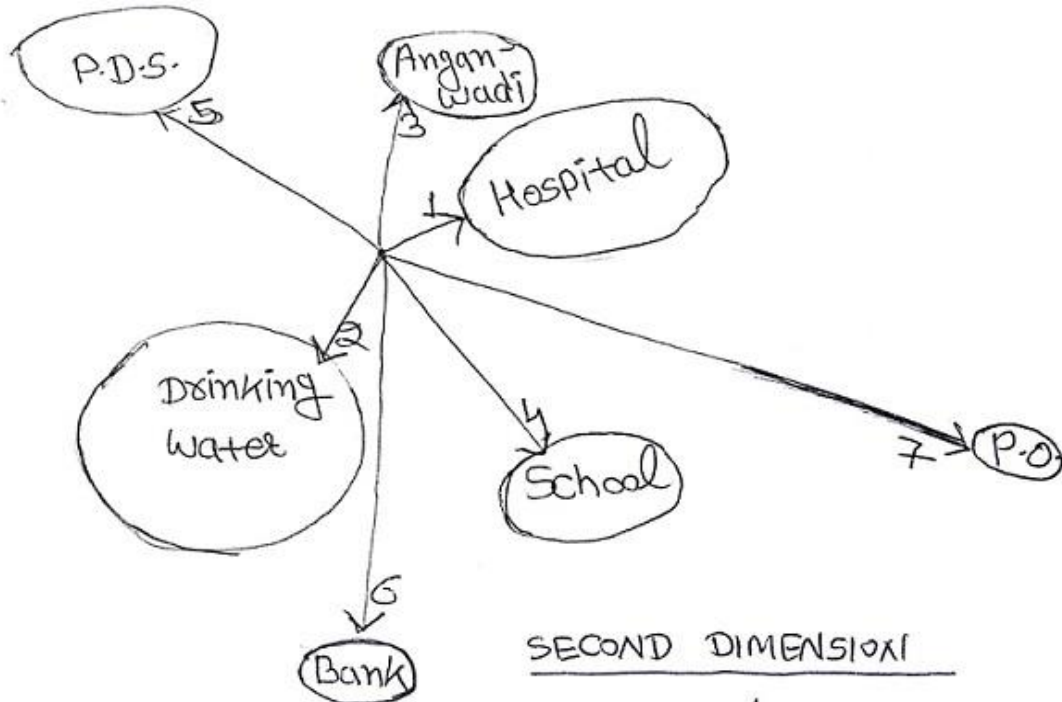 P.D.S.
Angan-
wadi
5
3
Hospital
1
2
Drinking
water
4
School
7
P.O.
6
Bank
SECOND DIMENSION